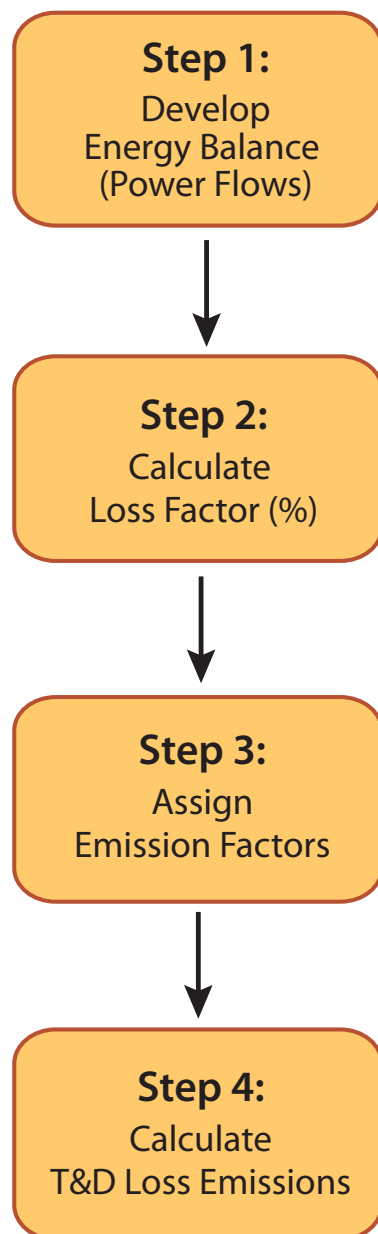 Step 1:
Develop
Energy Balance
(Power Flows)
Step 2:
Calculate
Loss Factor (%)
Step 3:
Assign
Emission Factors
Step 4:
Calculate
T&D Loss Emissions